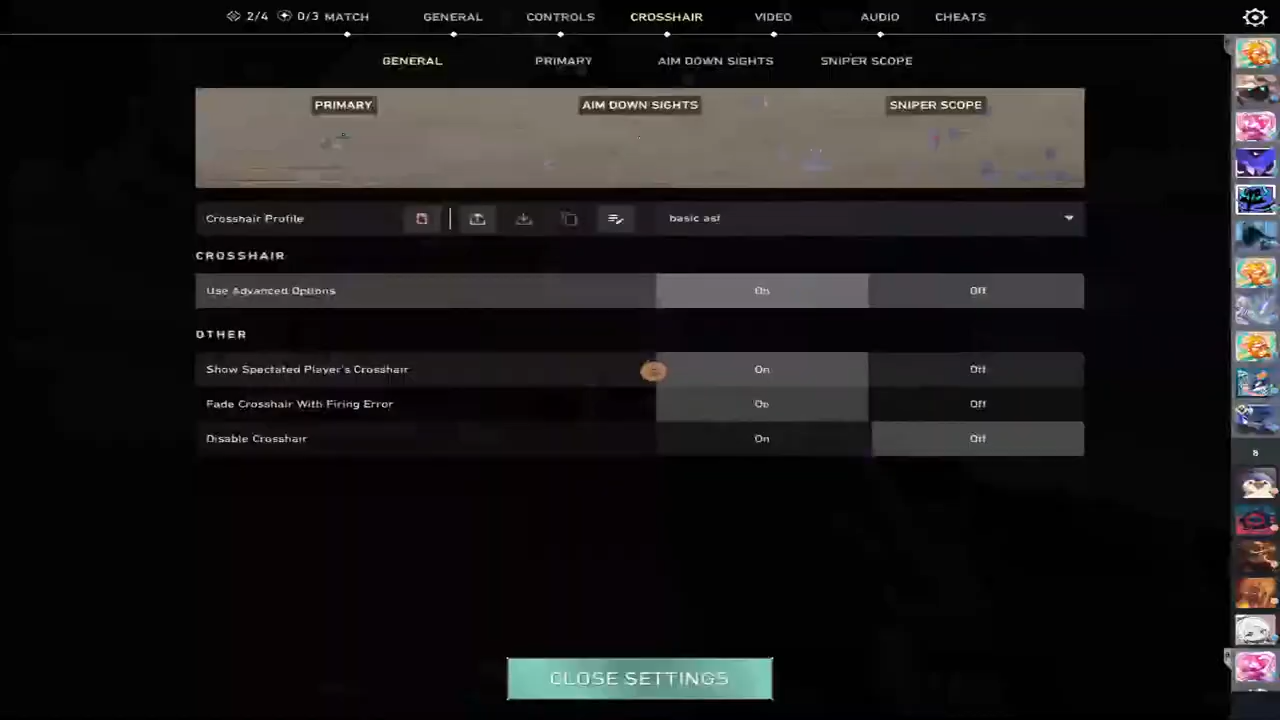 2/4 0/3 MATCH GENERAL CONTROLS CROSSHAIR VIDEO AUDIO CHEATS
GENERAL PRIMARY AIM DOWN SIGHTS SNIPER SCOPE
PRIMARY AIM DOWN SIGHTS SNIPER SCOPE
Crosshair Profile basic asf
CROSSHAIR
Use Advanced Options On Off
OTHER
Show Spectated Player's Crosshair On Off
Fade Crosshair With Firing Error On Off
Disable Crosshair On Off
CLOSE SETTINGS